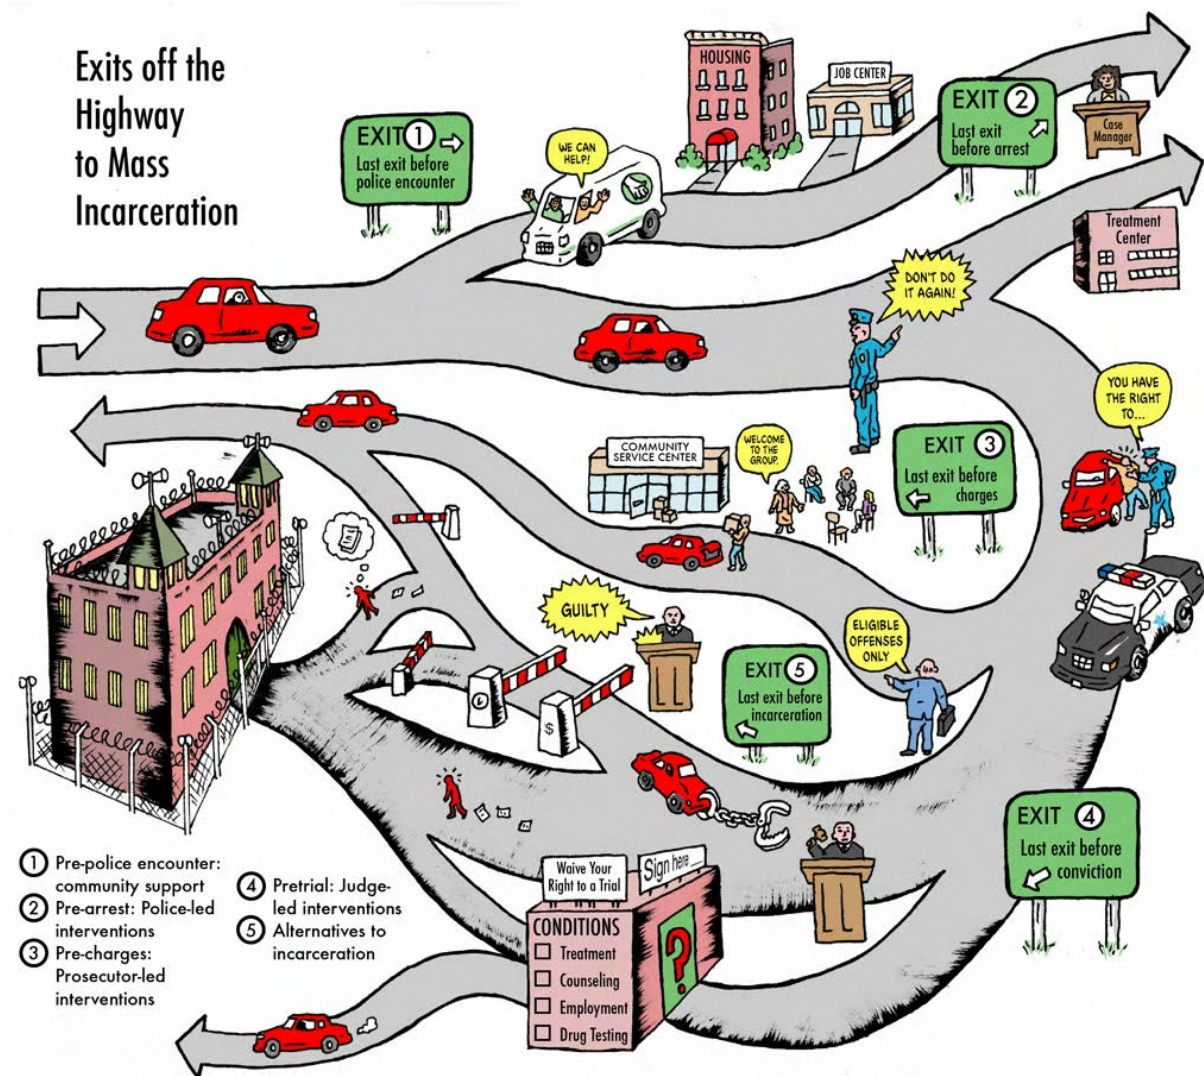 Exits off the
Highway
to Mass
Incarceration
EXIT 1
Last exit before
police encounter
WE CAN
HELP!
HOUSING
JOB CENTER
EXIT 2
Last exit
before arrest
Case
Manager
Treatment
Center
DON'T DO
IT AGAIN!
YOU HAVE
THE RIGHT
TO...
COMMUNITY
SERVICE CENTER
WELCOME
TO THE
GROUP.
EXIT 3
Last exit before
charges
GUILTY
ELIGIBLE
OFFENSES
ONLY
EXIT 5
Last exit before
incarceration
$
EXIT 4
Last exit before
conviction
Waive Your
Right to a Trial
Sign here
CONDITIONS
Treatment
Counseling
Employment
Drug Testing
?
1 Pre-police encounter:
community support
2 Pre-arrest: Police-led
interventions
3 Pre-charges:
Prosecutor-led
interventions
4 Pretrial: Judge-
led interventions
5 Alternatives to
incarceration